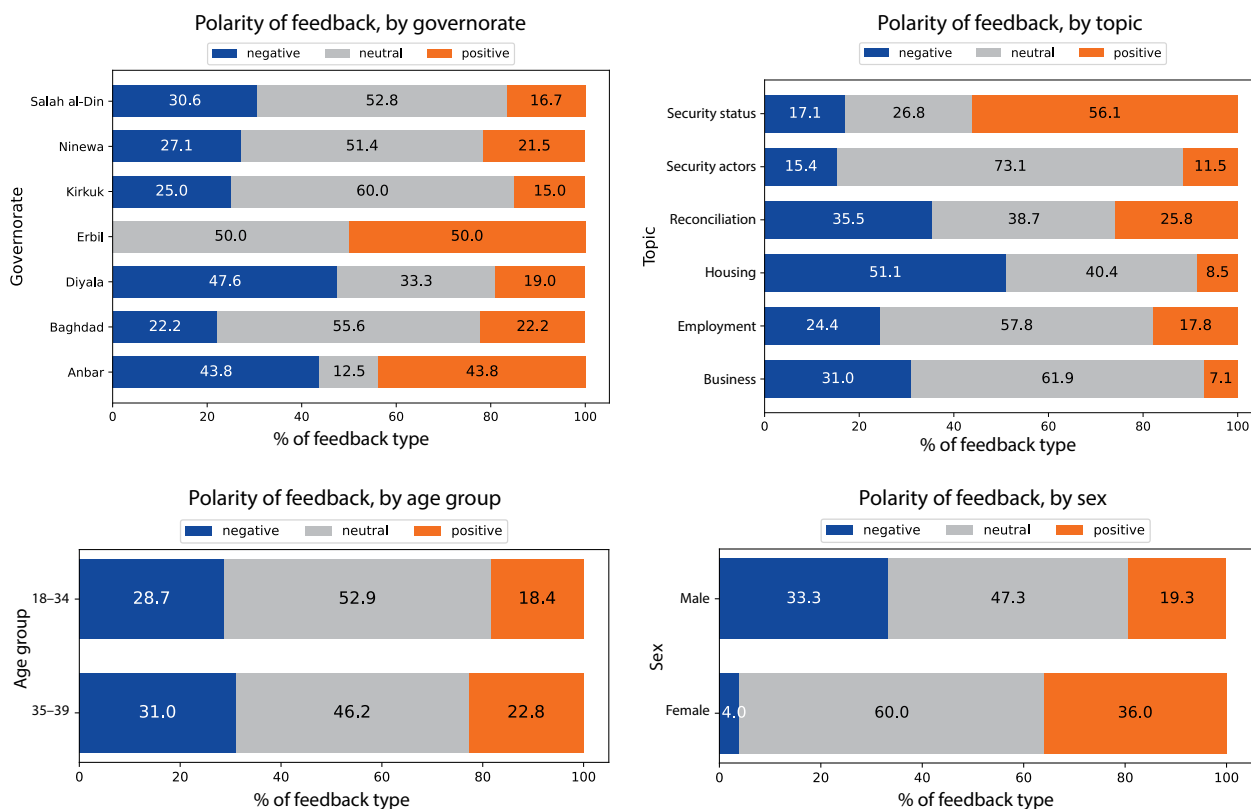 Polarity of feedback, by governorate
negative neutral positive
Governorate
Salah al-Din 30.6 52.8 16.7
Ninewa 27.1 51.4 21.5
Kirkuk 25.0 60.0 15.0
Erbil 50.0 50.0
Diyala 47.6 33.3 19.0
Baghdad 22.2 55.6 22.2
Anbar 43.8 12.5 43.8
0 20 40 60 80 100
% of feedback type
Polarity of feedback, by topic
negative neutral positive
Topic
Security status 17.1 26.8 56.1
Security actors 15.4 73.1 11.5
Reconciliation 35.5 38.7 25.8
Housing 51.1 40.4 8.5
Employment 24.4 57.8 17.8
Business 31.0 61.9 7.1
0 20 40 60 80 100
% of feedback type
Polarity of feedback, by age group
negative neutral positive
Age group
18–34 28.7 52.9 18.4
35–39 31.0 46.2 22.8
0 20 40 60 80 100
% of feedback type
Polarity of feedback, by sex
negative neutral positive
Sex
Male 33.3 47.3 19.3
Female 4.0 60.0 36.0
0 20 40 60 80 100
% of feedback type